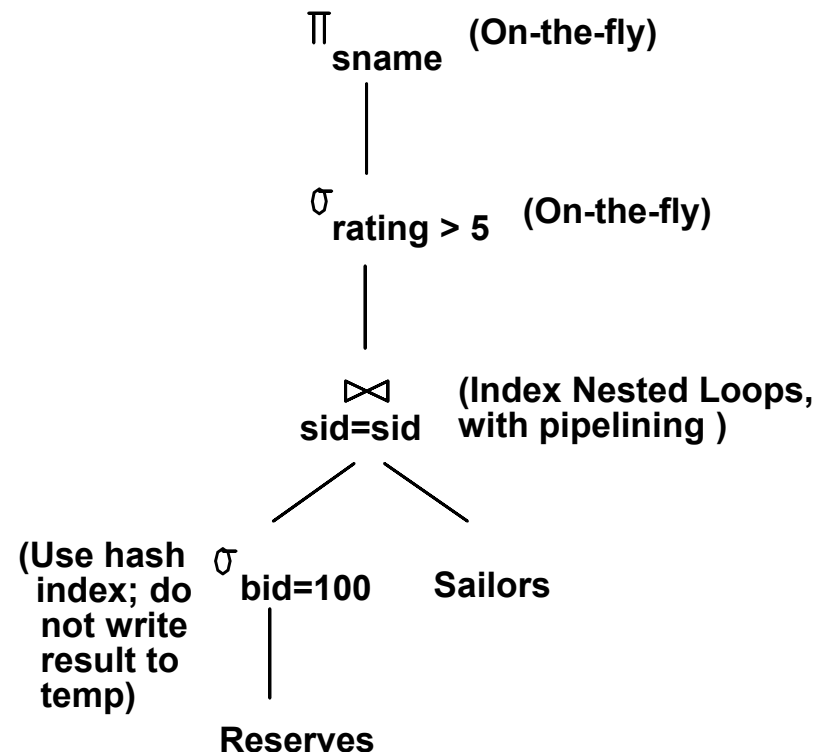 π sname (On-the-fly)
σ rating > 5 (On-the-fly)
⋈ (Index Nested Loops,
sid=sid with pipelining )
(Use hash
index; do
not write
result to
temp)
σ bid=100
Sailors
Reserves